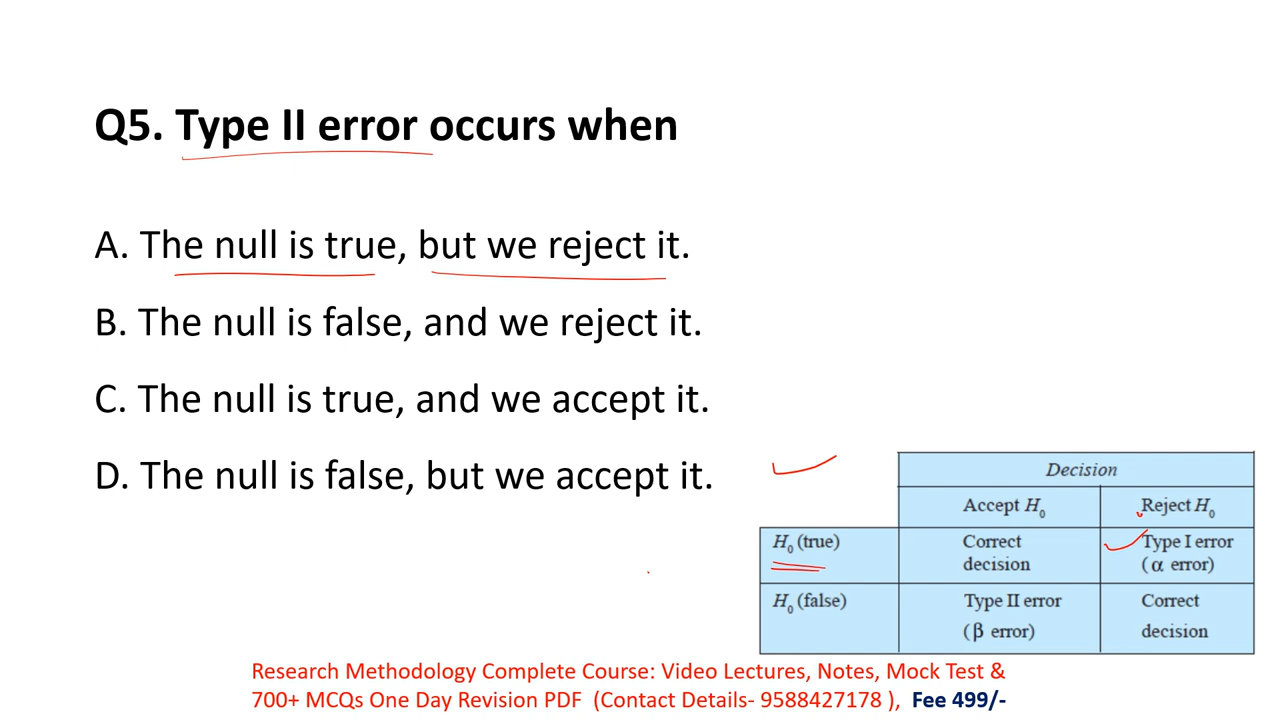 Q5. Type II error occurs when
A. The null is true, but we reject it.
B. The null is false, and we reject it.
C. The null is true, and we accept it.
D. The null is false, but we accept it.
Decision
Accept H0 Reject H0
H0 (true) Correct decision Type I error (α error)
H0 (false) Type II error (β error) Correct decision
Research Methodology Complete Course: Video Lectures, Notes, Mock Test &
700+ MCQs One Day Revision PDF (Contact Details- 9588427178 ), Fee 499/-